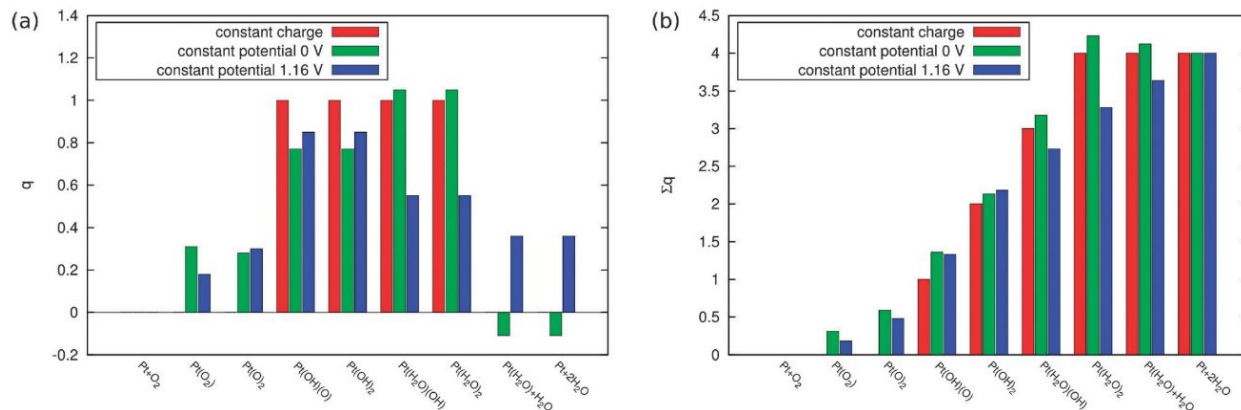 (a)
1.4
1.2
1
0.8
0.6
0.4
0.2
0
-0.2
q
constant charge
constant potential 0 V
constant potential 1.16 V
Pt+O₂
Pt(O₂)
Pt(O)₂
Pt(OH)(O)
Pt(OH)₂
Pt(H₂O)(OH)
Pt(H₂O)₂
Pt(H₂O)+H₂O
Pt+2H₂O
(b)
4.5
4
3.5
3
2.5
2
1.5
1
0.5
0
Σq
constant charge
constant potential 0 V
constant potential 1.16 V
Pt+O₂
Pt(O₂)
Pt(O)₂
Pt(OH)(O)
Pt(OH)₂
Pt(H₂O)(OH)
Pt(H₂O)₂
Pt(H₂O)+H₂O
Pt+2H₂O